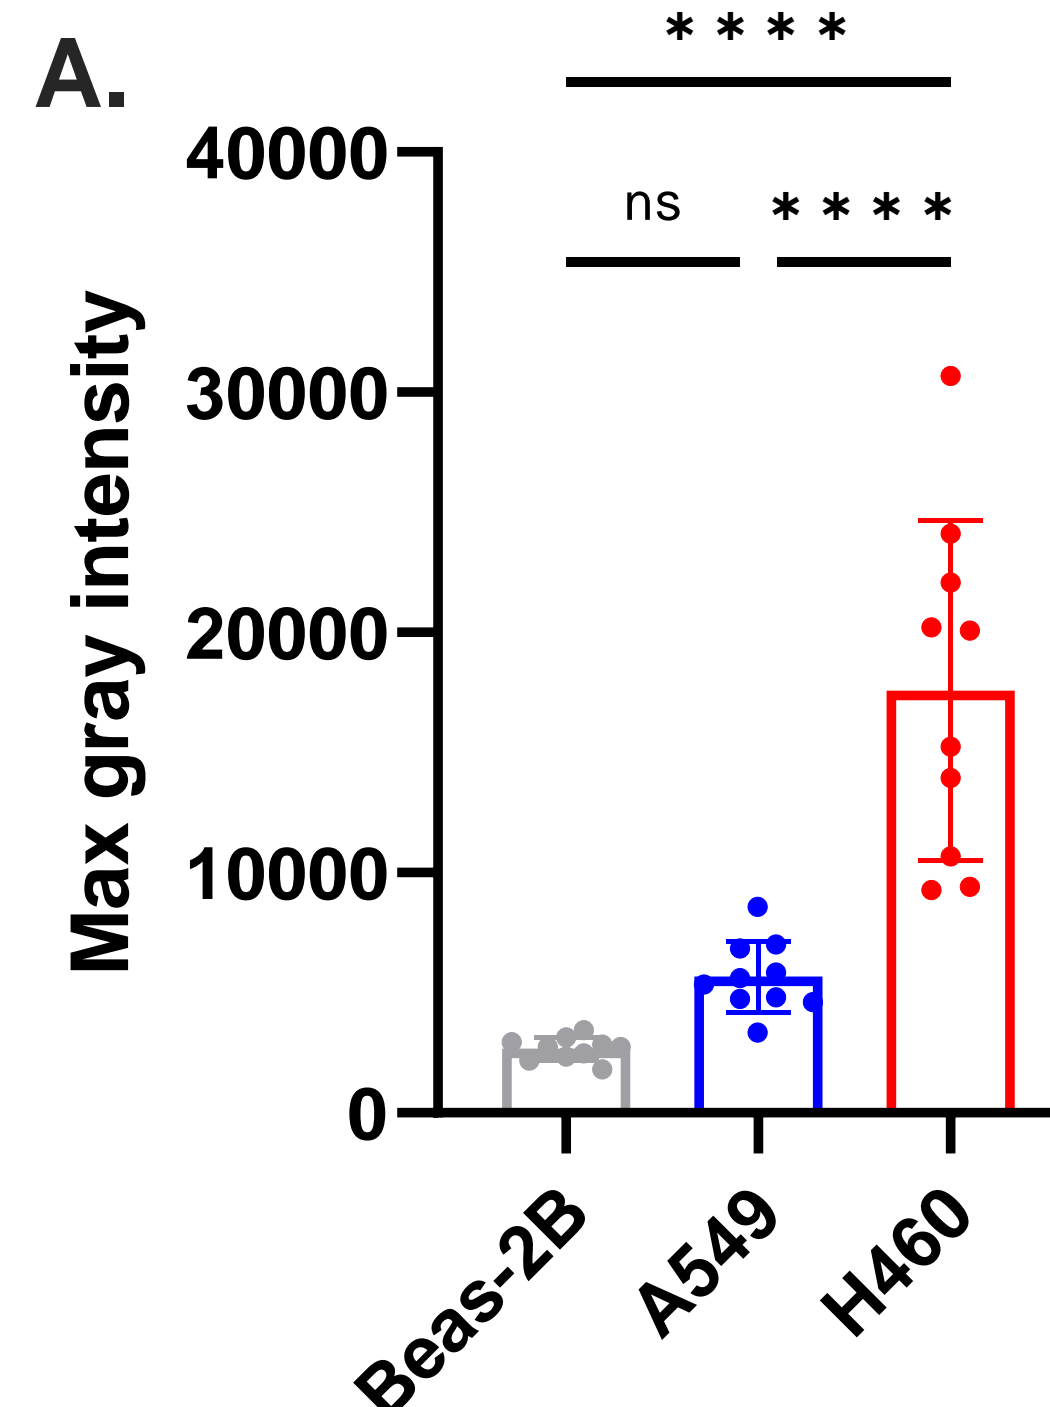 A.
* * * *
ns
* * * *
Max gray intensity
40000
30000
20000
10000
0
Beas-2B
A549
H460